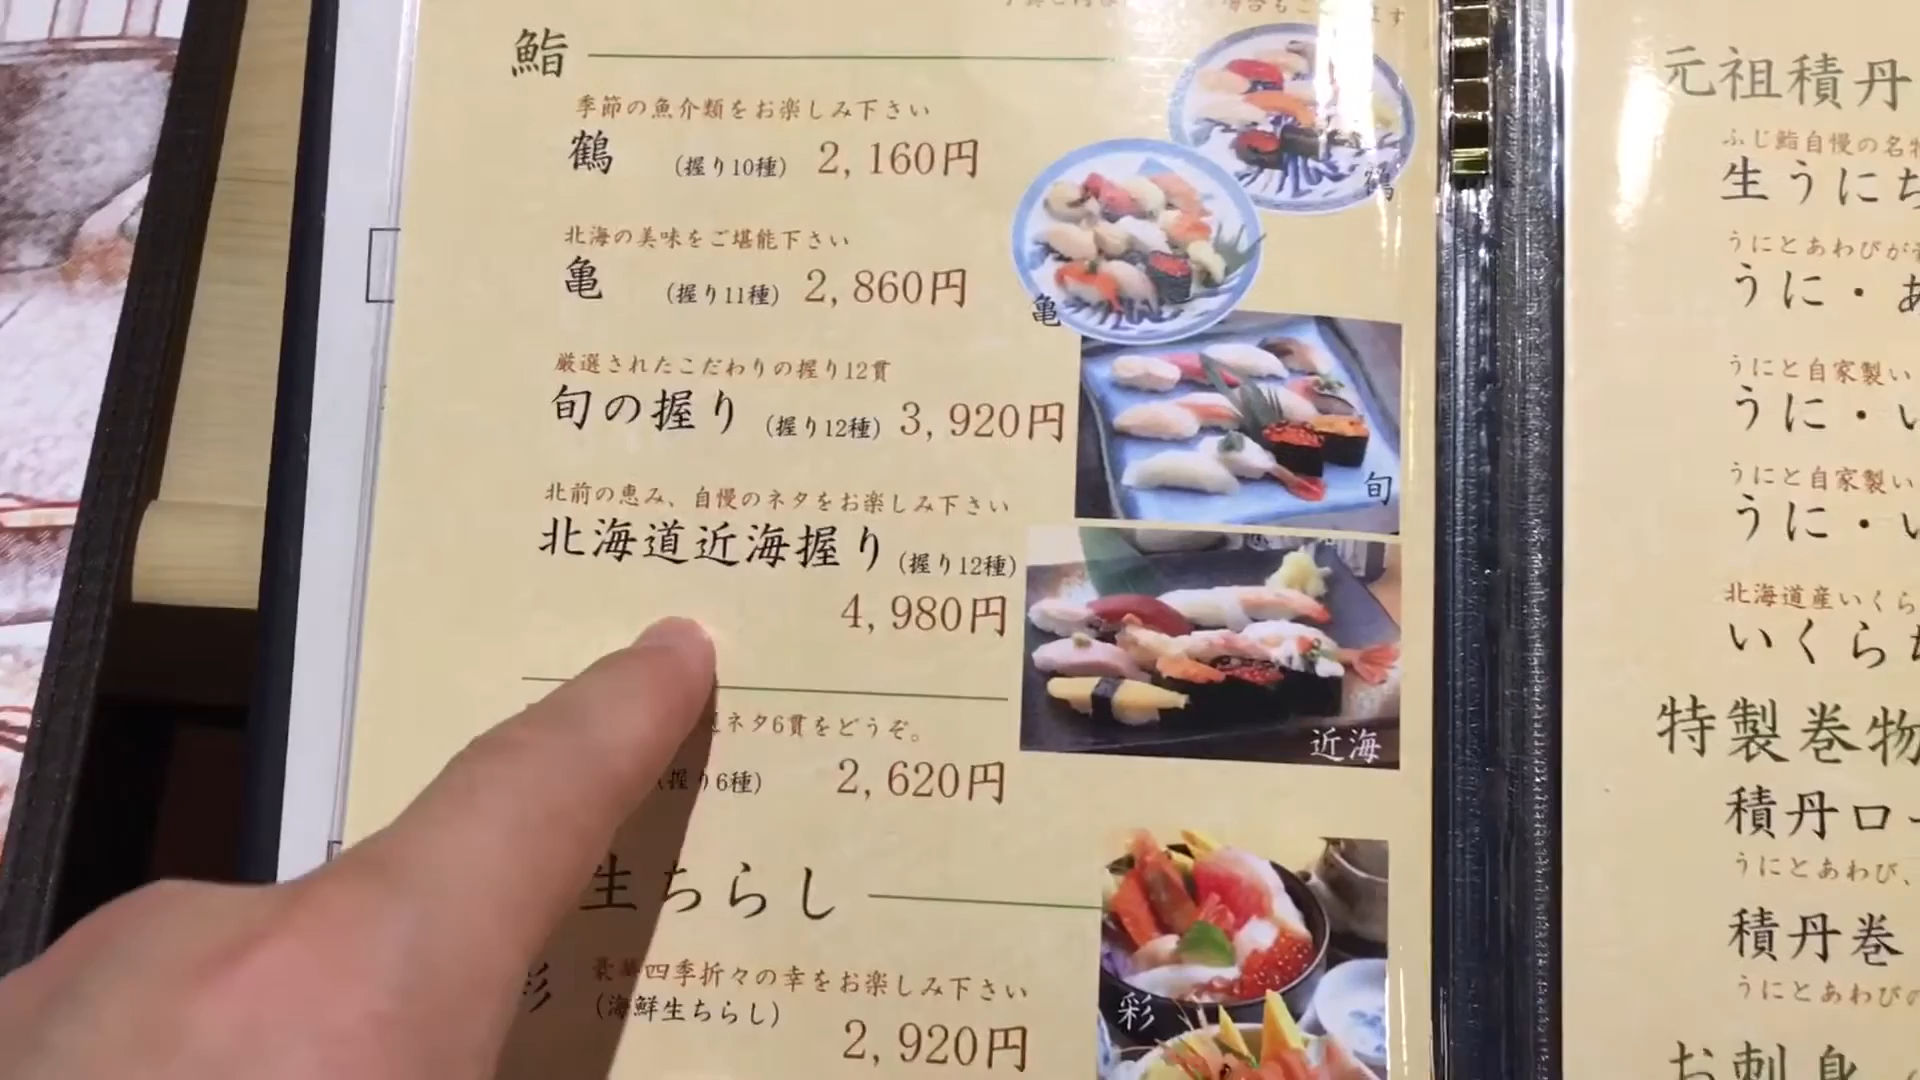 鮨
季節の魚介類をお楽しみ下さい
鶴 (握り10種) 2,160円
北海の美味をご堪能下さい
亀 (握り11種) 2,860円
厳選されたこだわりの握り12貫
旬の握り (握り12種) 3,920円
北前の恵み、自慢のネタをお楽しみ下さい
北海道近海握り (握り12種)
4,980円
ネタ6貫をどうぞ。
(握り6種) 2,620円
生ちらし
彩 豪華四季折々の幸をお楽しみ下さい
(海鮮生ちらし)
2,920円
鶴
亀
旬
近海
彩
元祖積丹
ふじ鮨自慢の名物
生うにち
うにとあわびが
うに・あ
うにと自家製い
うに・い
うにと自家製い
うに・い
北海道産いくら
いくらち
特製巻物
積丹ロー
うにとあわび、
積丹巻
うにとあわびの
お刺身